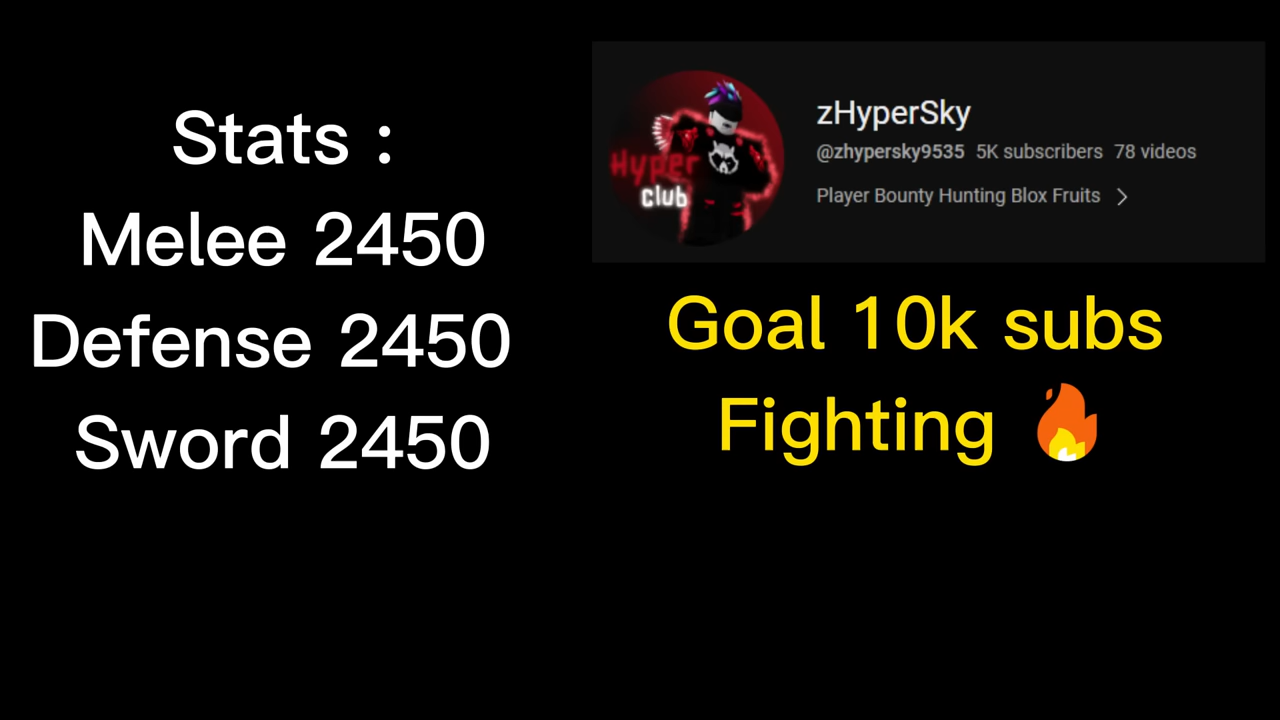 Stats :
Melee 2450
Defense 2450
Sword 2450
Hyper
club
zHyperSky
@zhypersky9535 5K subscribers 78 videos
Player Bounty Hunting Blox Fruits
Goal 10k subs
Fighting 🔥